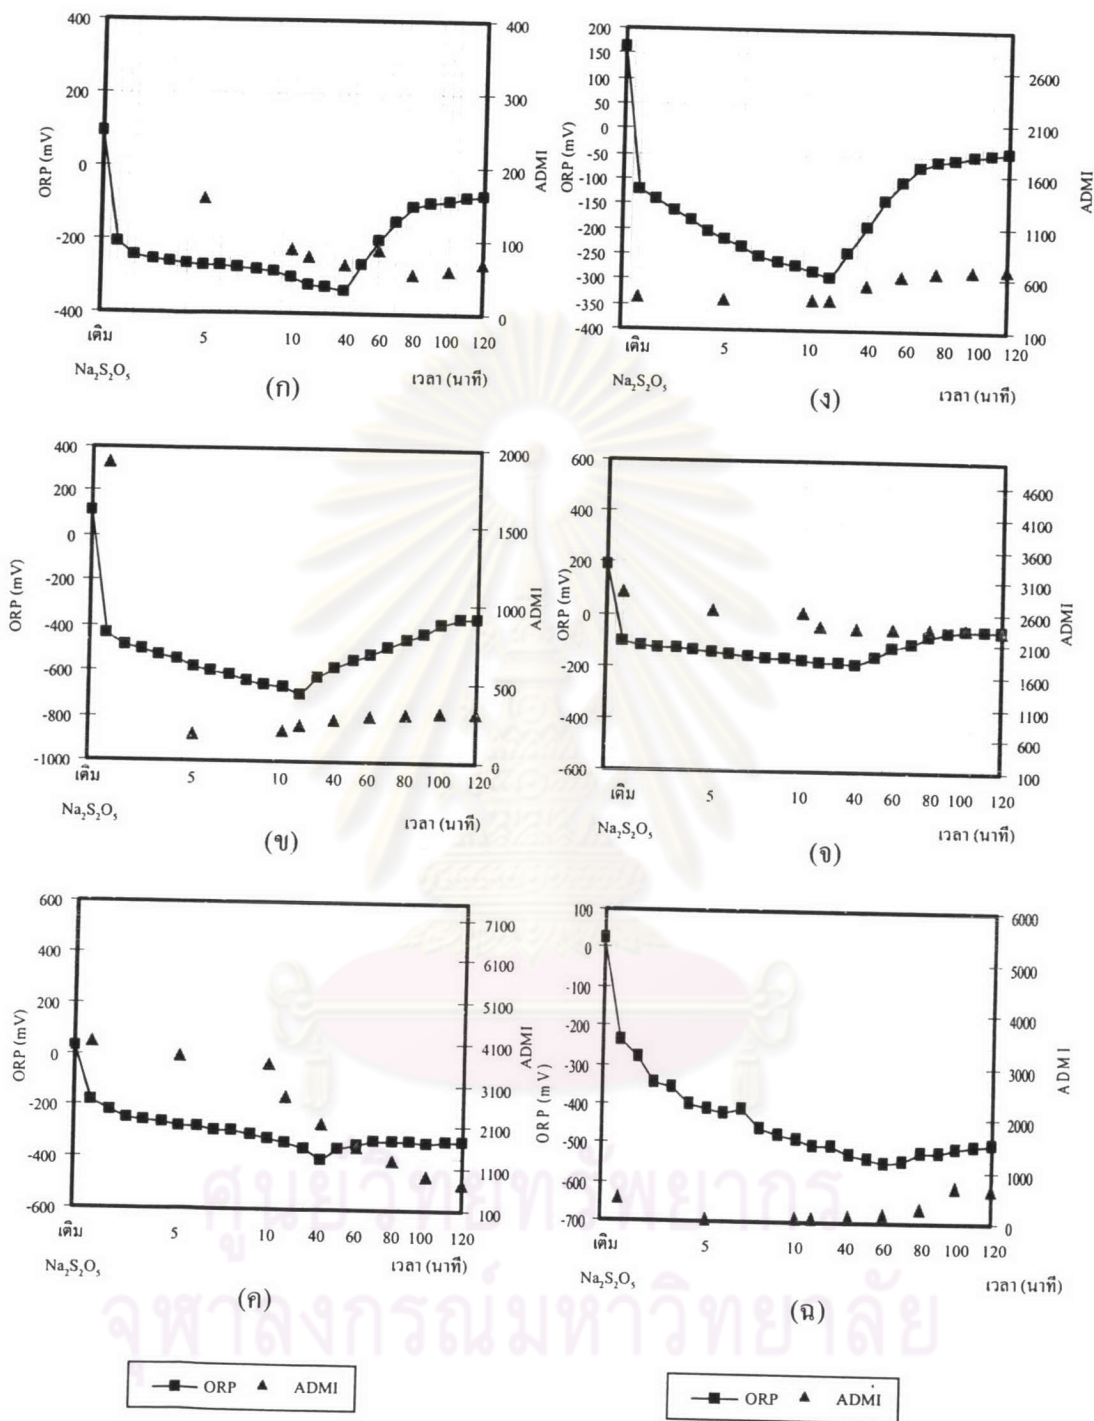 400
200
0
-200
-400
ORP (mV)
400
300
200
100
0
ADMI
เติม 5 10 40 60 80 100 120
Na2S2O5
เวลา (นาที)
(ก)
200
150
100
50
0
-50
-100
-150
-200
-250
-300
-350
-400
ORP (mV)
2600
2100
1600
1100
600
100
ADMI
เติม 5 10 40 60 80 100 120
Na2S2O5
เวลา (นาที)
(ง)
400
200
0
-200
-400
-600
-800
-1000
ORP (mV)
2000
1500
1000
500
0
ADMI
เติม 5 10 40 60 80 100 120
Na2S2O5
เวลา (นาที)
(ข)
600
400
200
0
-200
-400
-600
ORP (mV)
4600
4100
3600
3100
2600
2100
1600
1100
600
100
ADMI
เติม 5 10 40 60 80 100 120
Na2S2O5
เวลา (นาที)
(จ)
600
400
200
0
-200
-400
-600
ORP (mV)
7100
6100
5100
4100
3100
2100
1100
100
ADMI
เติม 5 10 40 60 80 100 120
Na2S2O5
เวลา (นาที)
(ค)
100
0
-100
-200
-300
-400
-500
-600
-700
ORP (mV)
6000
5000
4000
3000
2000
1000
0
ADMI
เติม 5 10 40 60 80 100 120
Na2S2O5
เวลา (นาที)
(ฉ)
ศูนย์วิทยทรัพยากร
จุฬาลงกรณ์มหาวิทยาลัย
ORP ADMI
ORP ADMI